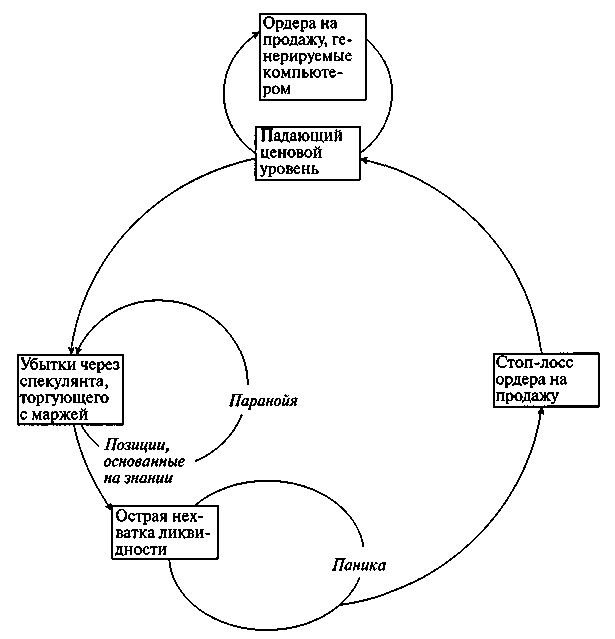 Ордера на
продажу, ге-
нерируемые
компьюте-
ром
Падающий
ценовой
уровень
Убытки через
спекулянта,
торгующего
с маржей
Стоп-лосс
ордера на
продажу
Паранойя
Позиции,
основанные
на знании
Острая нех-
ватка ликви-
дности
Паника